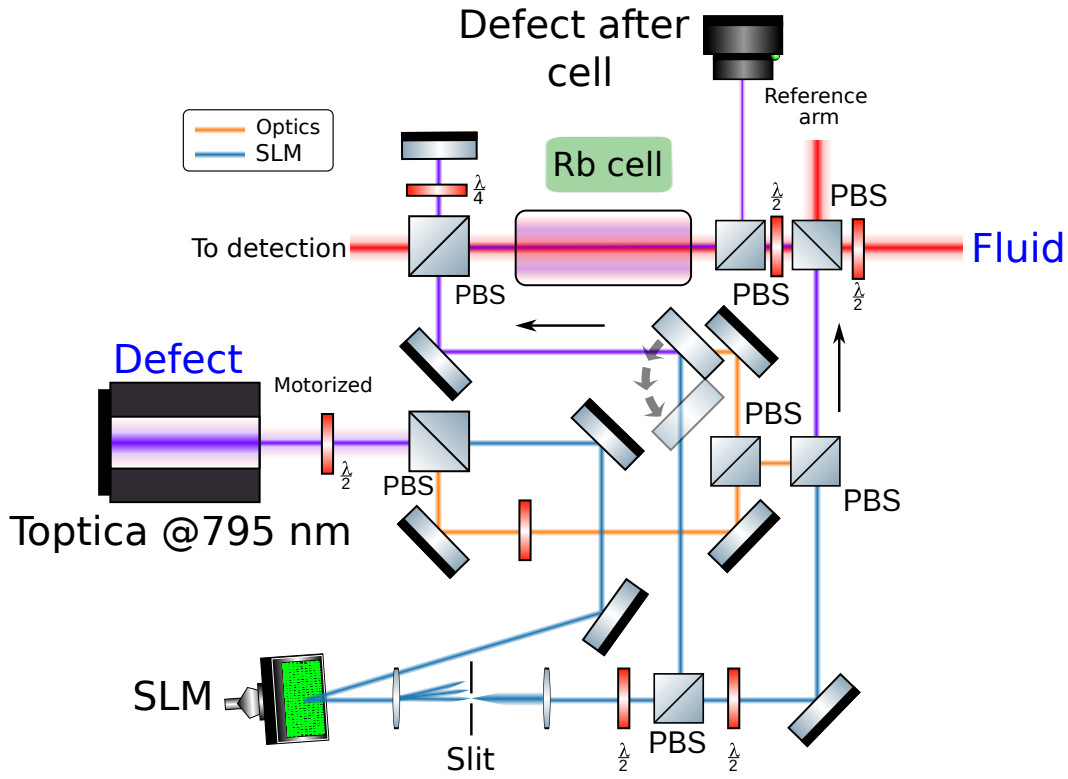 Defect after
cell
Reference
arm
Optics
SLM
λ/4
Rb cell
λ/2
PBS
To detection
Fluid
PBS
PBS
λ/2
Defect
Motorized
PBS
λ/2
PBS
PBS
Toptica @795 nm
SLM
PBS
Slit
λ/2
λ/2